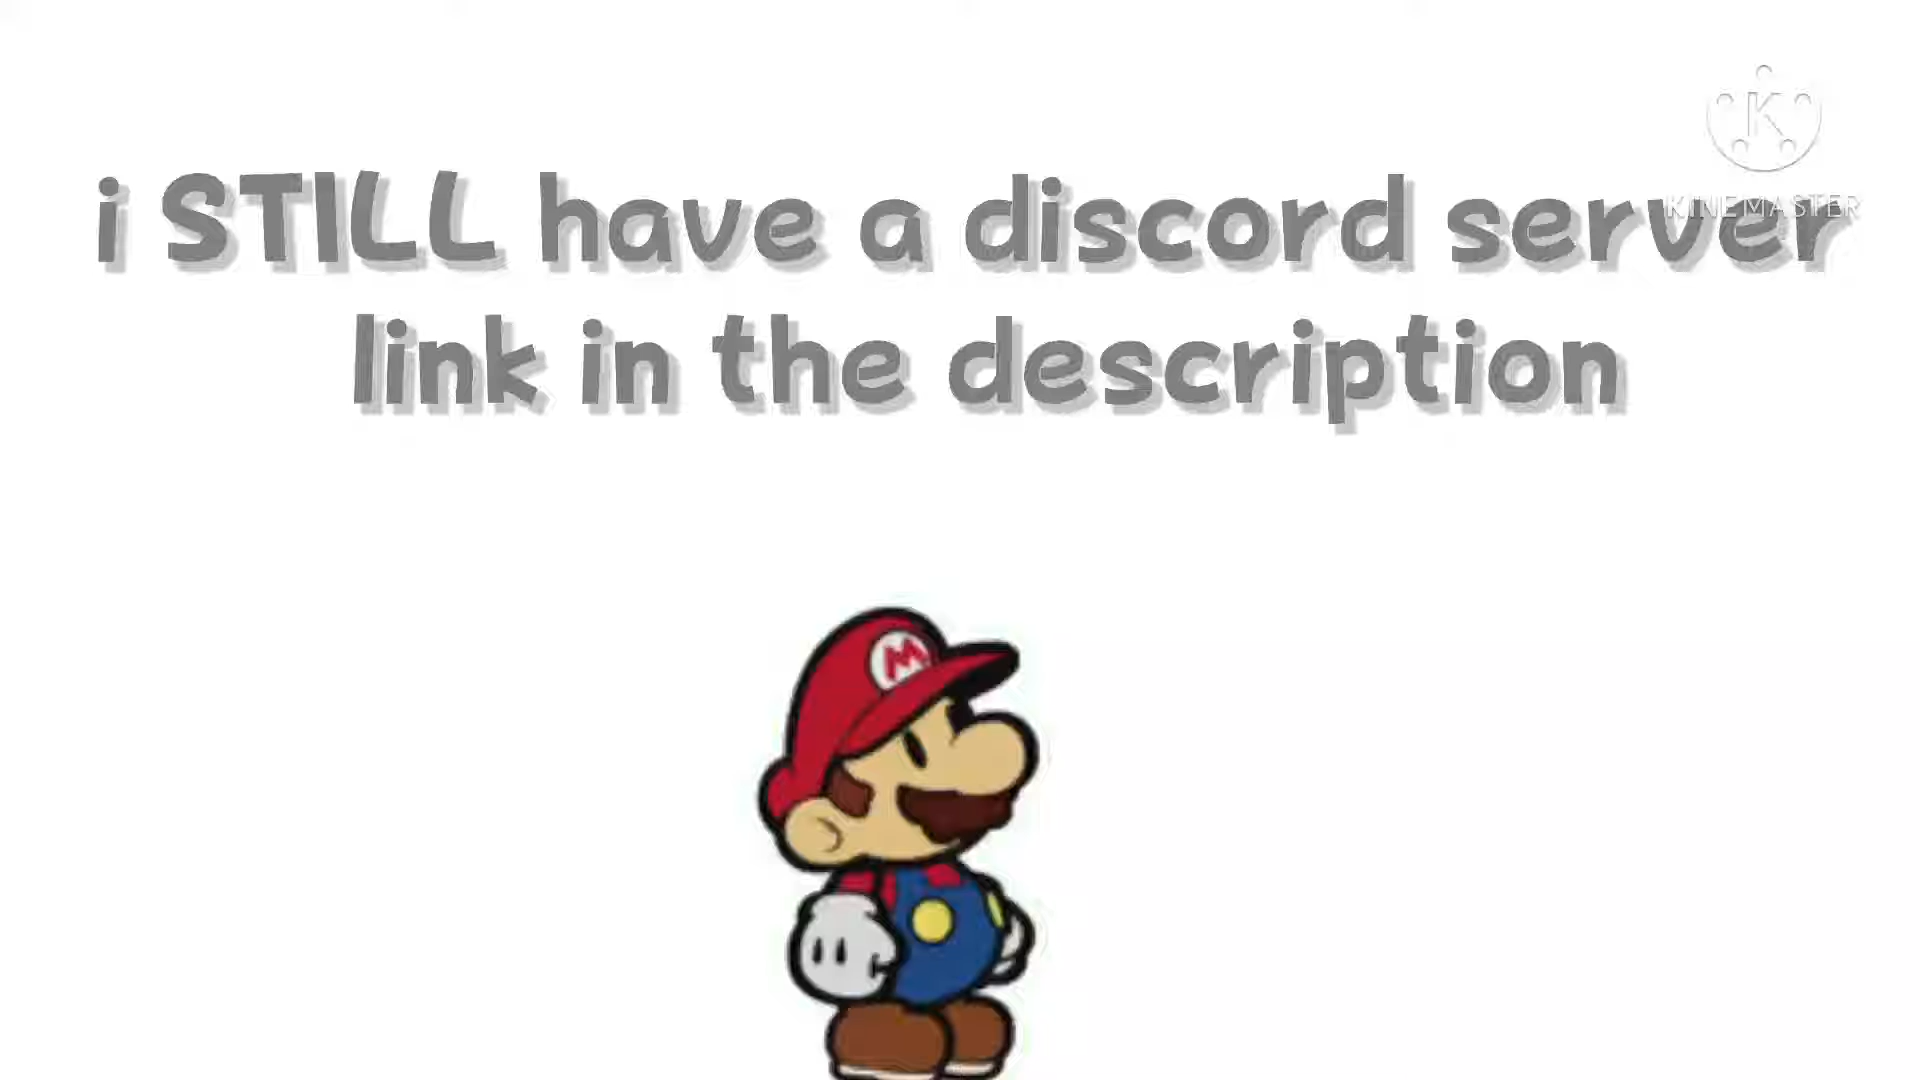 K
KINEMASTER
i STILL have a discord server
link in the description
M